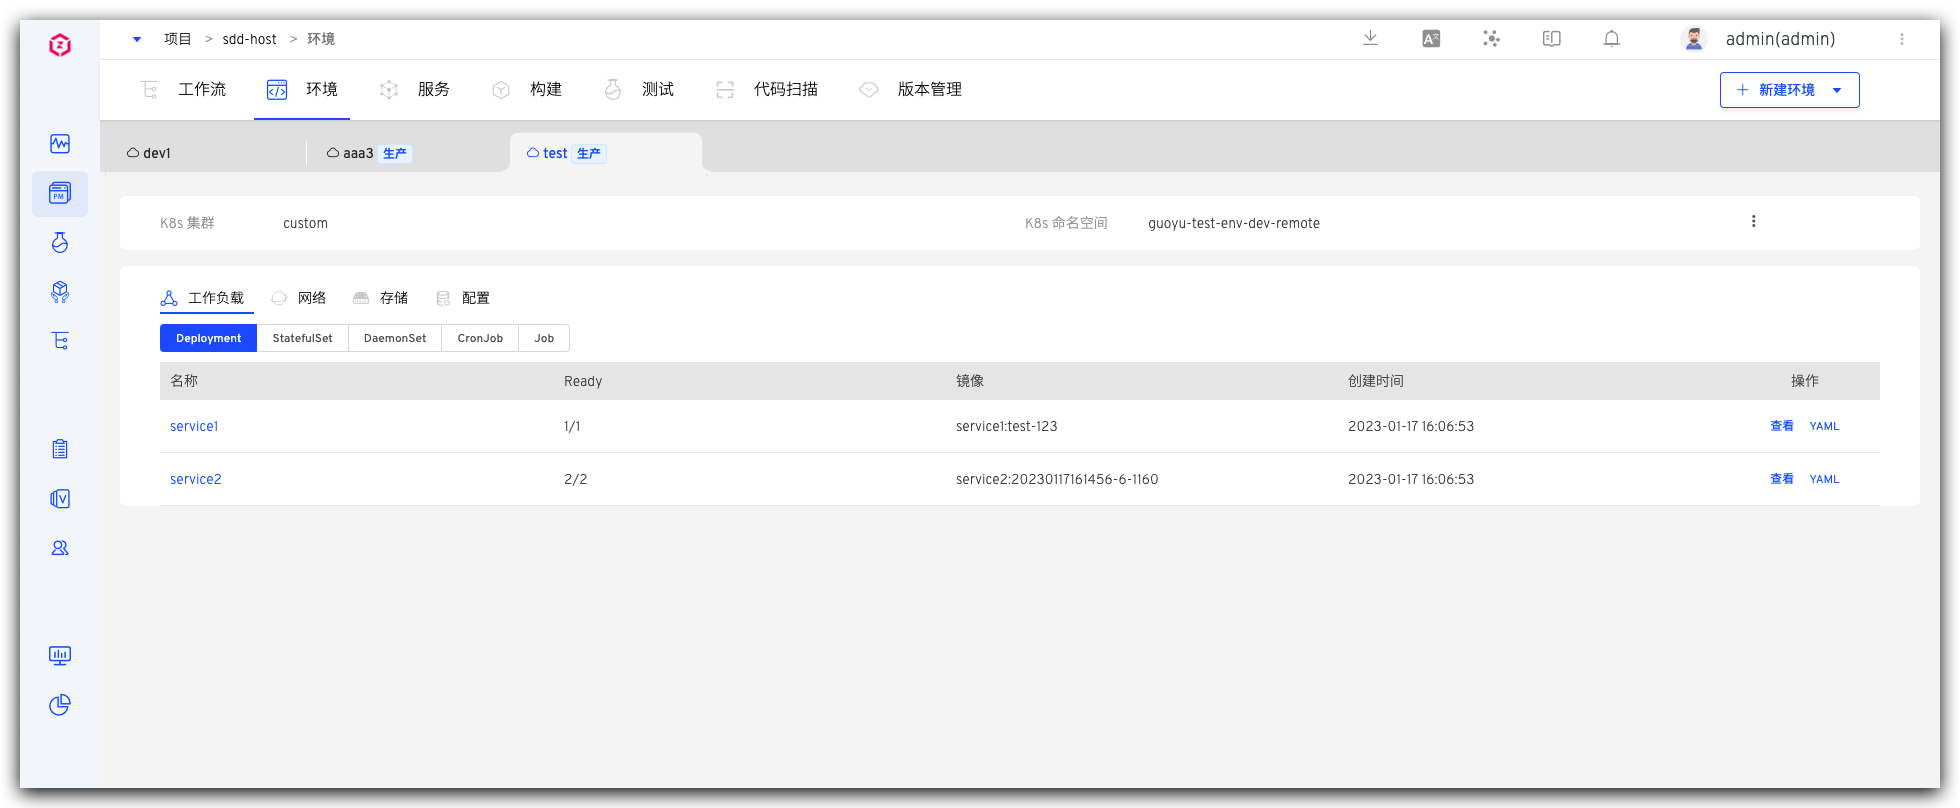 项目 > sdd-host > 环境
admin(admin)
工作流 环境 服务 构建 测试 代码扫描 版本管理
+ 新建环境
dev1 aaa3 生产 test 生产
K8s 集群 custom K8s 命名空间 guoyu-test-env-dev-remote
工作负载 网络 存储 配置
Deployment StatefulSet DaemonSet CronJob Job
名称 Ready 镜像 创建时间 操作
service1 1/1 service1:test-123 2023-01-17 16:06:53 查看 YAML
service2 2/2 service2:20230117161456-6-1160 2023-01-17 16:06:53 查看 YAML
PM
V